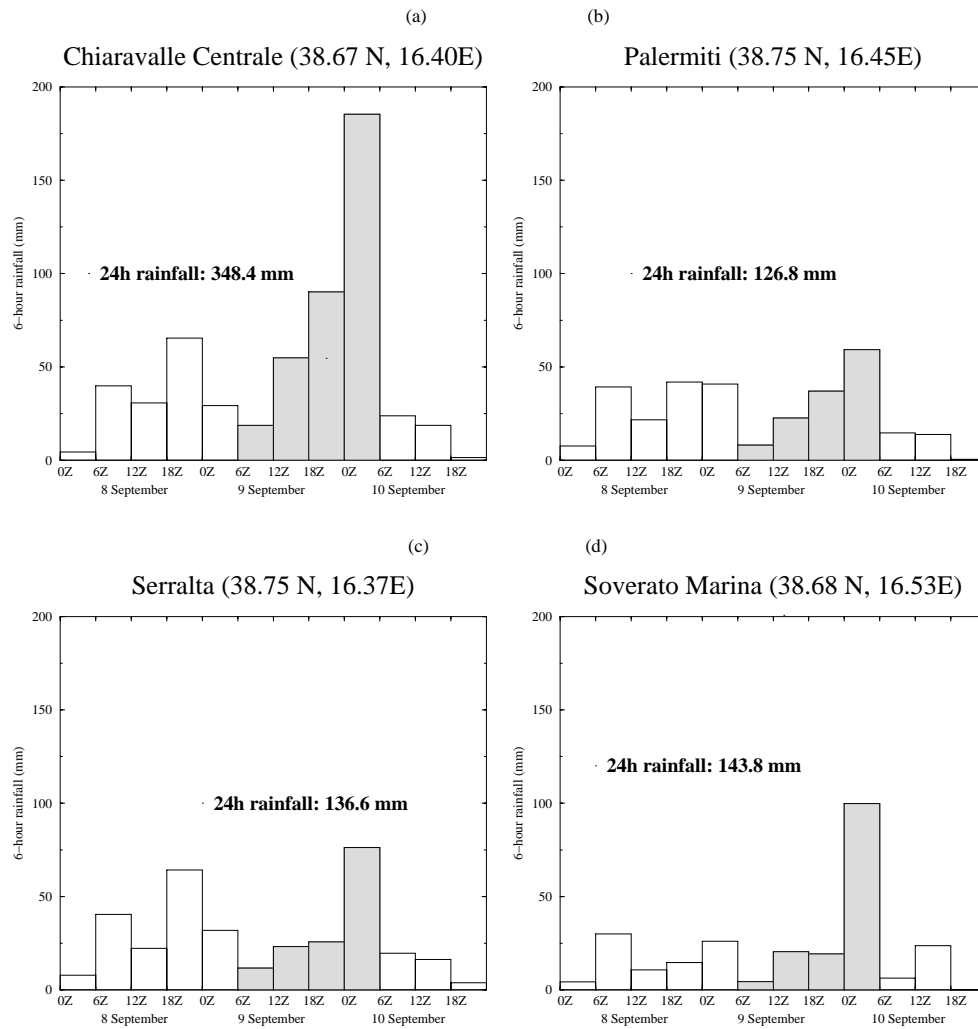 (a)
Chiaravalle Centrale (38.67 N, 16.40E)
200
150
100
50
0
6−hour rainfall (mm)
24h rainfall: 348.4 mm
0Z 6Z 12Z 18Z 0Z 6Z 12Z 18Z 0Z 6Z 12Z 18Z
8 September 9 September 10 September
(b)
Palermiti (38.75 N, 16.45E)
200
150
100
50
0
6−hour rainfall (mm)
24h rainfall: 126.8 mm
0Z 6Z 12Z 18Z 0Z 6Z 12Z 18Z 0Z 6Z 12Z 18Z
8 September 9 September 10 September
(c)
Serralta (38.75 N, 16.37E)
200
150
100
50
0
6−hour rainfall (mm)
24h rainfall: 136.6 mm
0Z 6Z 12Z 18Z 0Z 6Z 12Z 18Z 0Z 6Z 12Z 18Z
8 September 9 September 10 September
(d)
Soverato Marina (38.68 N, 16.53E)
200
150
100
50
0
6−hour rainfall (mm)
24h rainfall: 143.8 mm
0Z 6Z 12Z 18Z 0Z 6Z 12Z 18Z 0Z 6Z 12Z 18Z
8 September 9 September 10 September